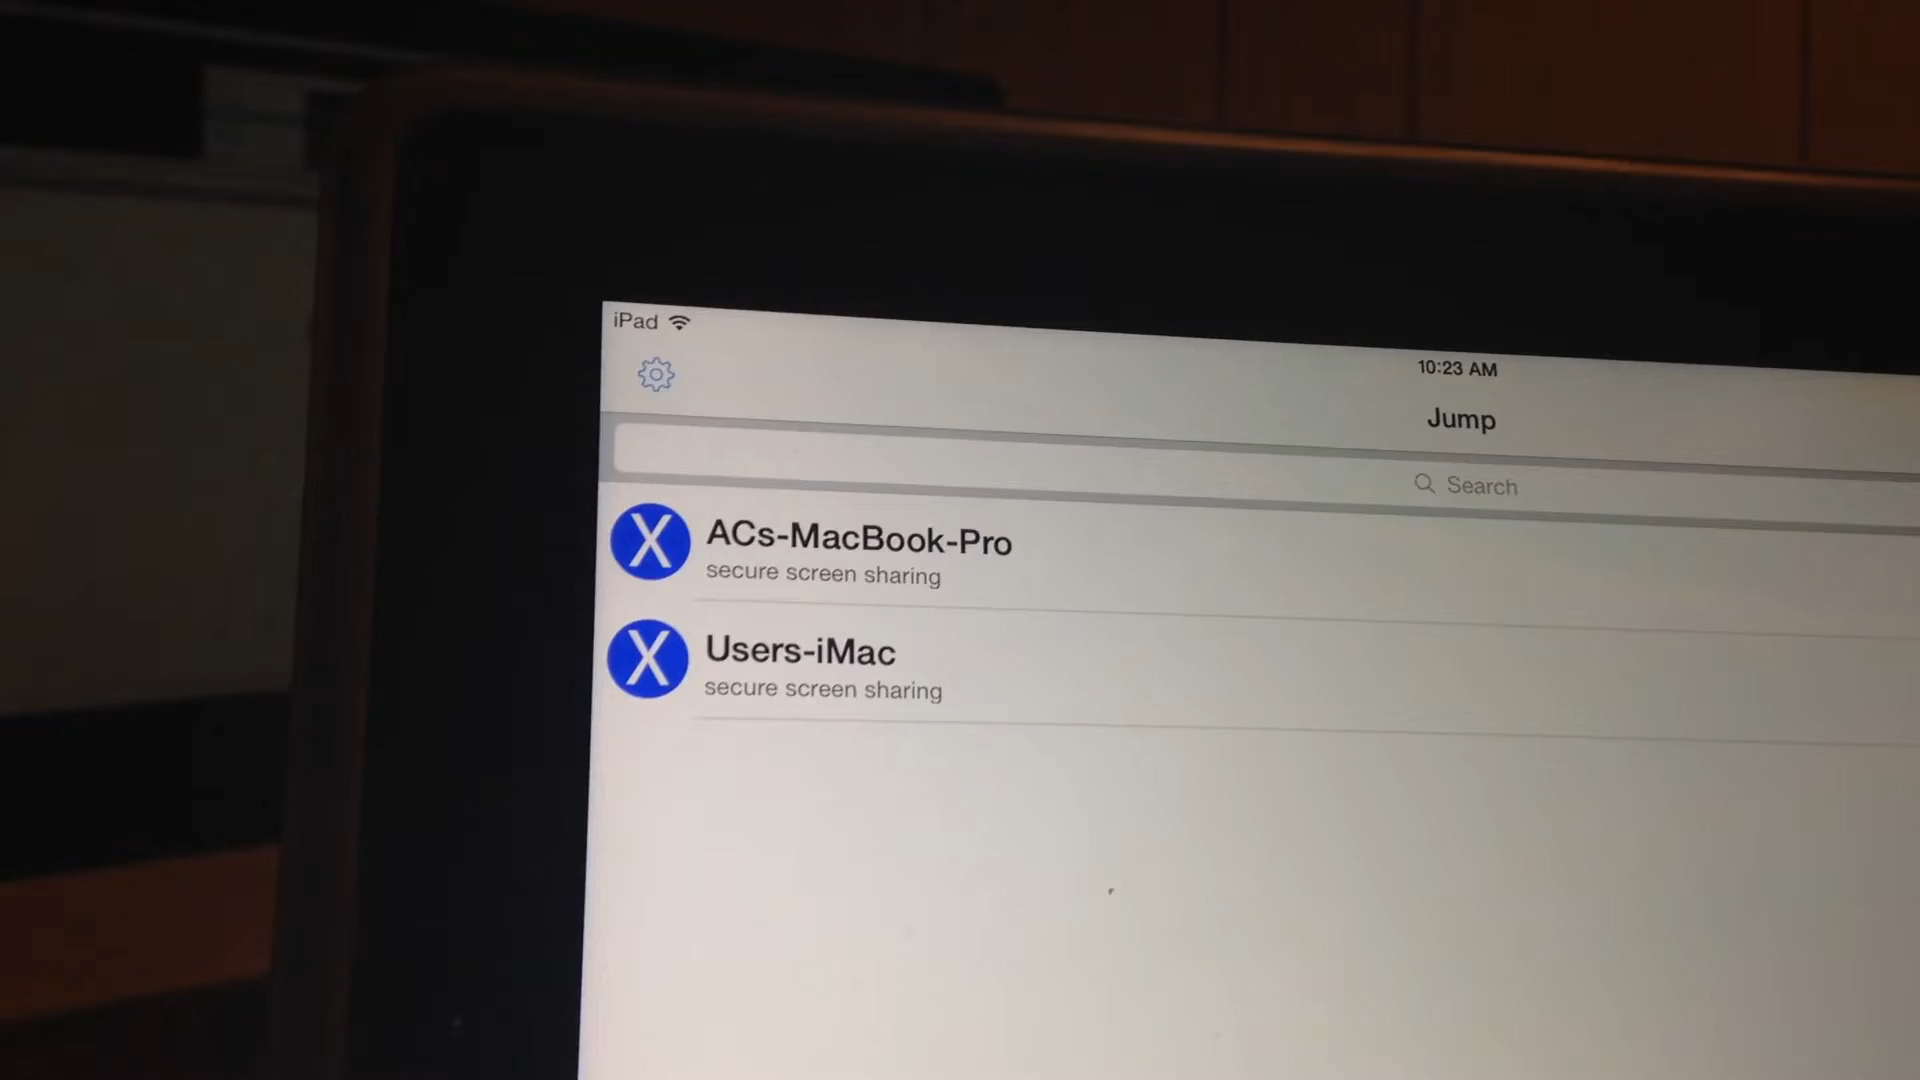 iPad
10:23 AM
Jump
Search
X
ACs-MacBook-Pro
secure screen sharing
X
Users-iMac
secure screen sharing